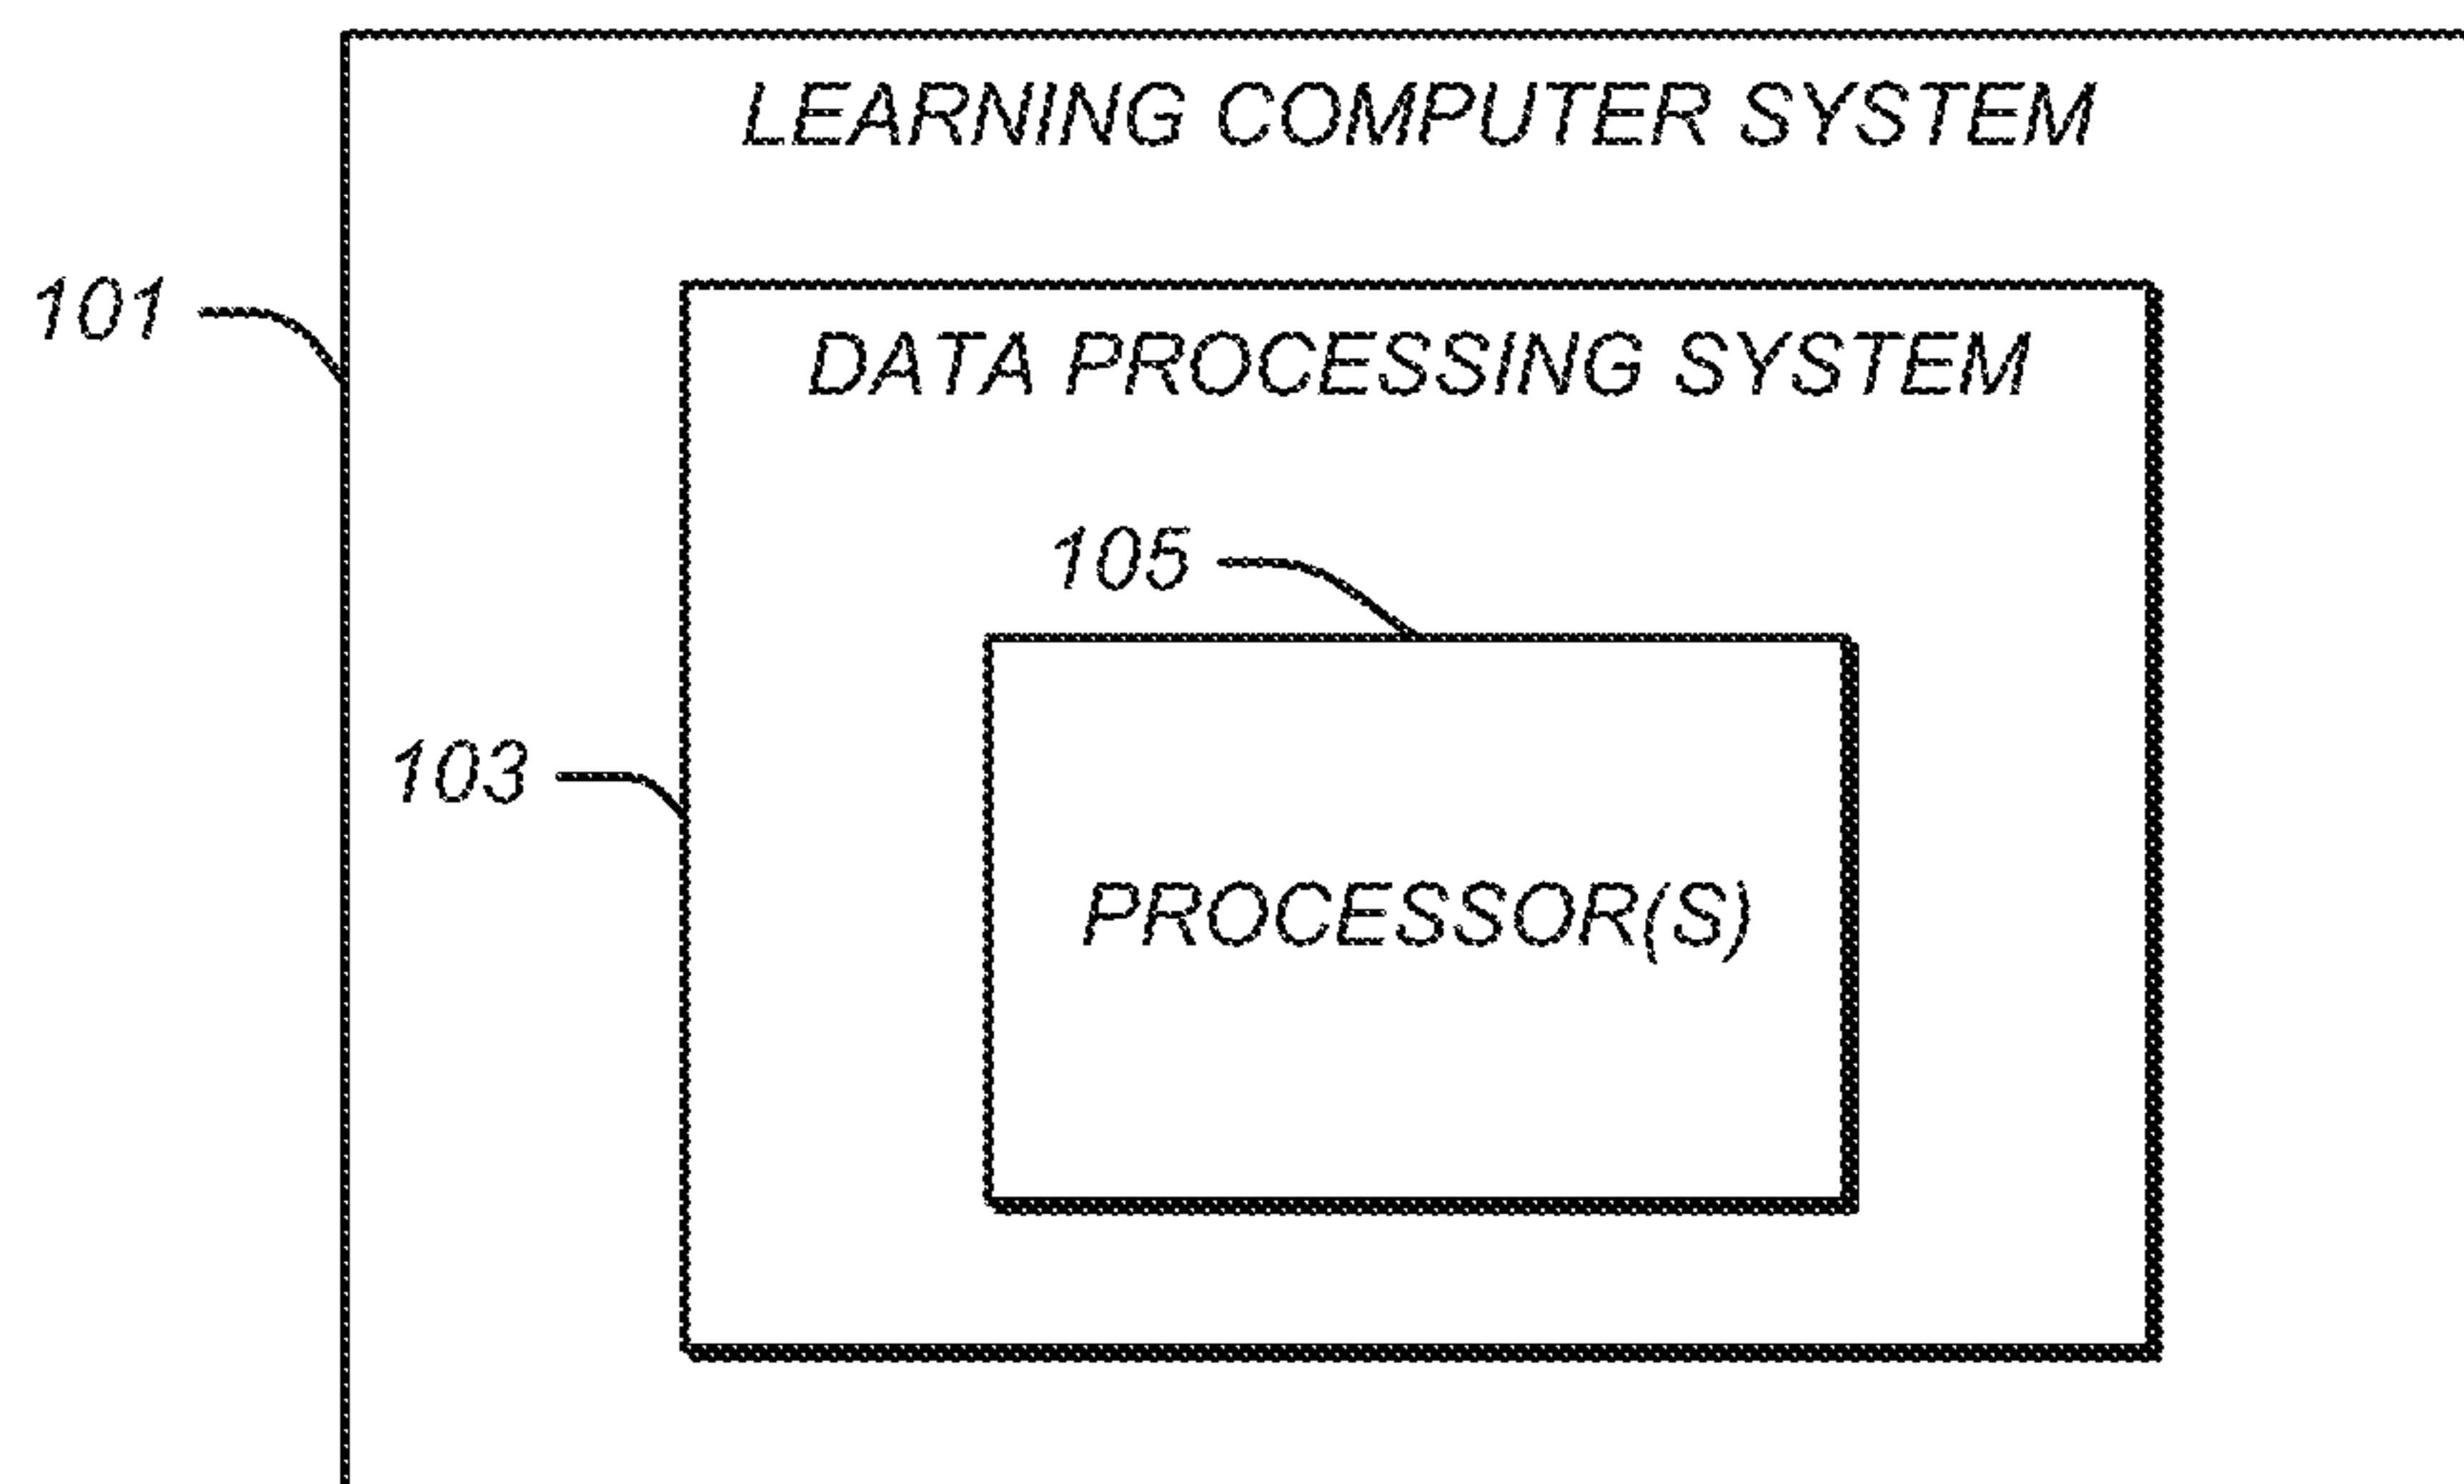 LEARNING COMPUTER SYSTEM
101
DATA PROCESSING SYSTEM
105
103
PROCESSOR(S)